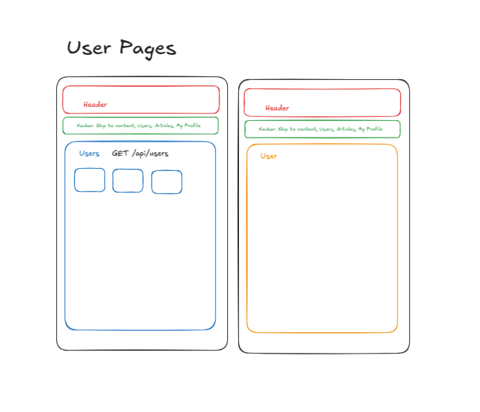 User Pages
Header
Navbar: Skip to content, Users, Articles, My Profile
Users GET /api/users
Header
Navbar: Skip to content, Users, Articles, My Profile
User